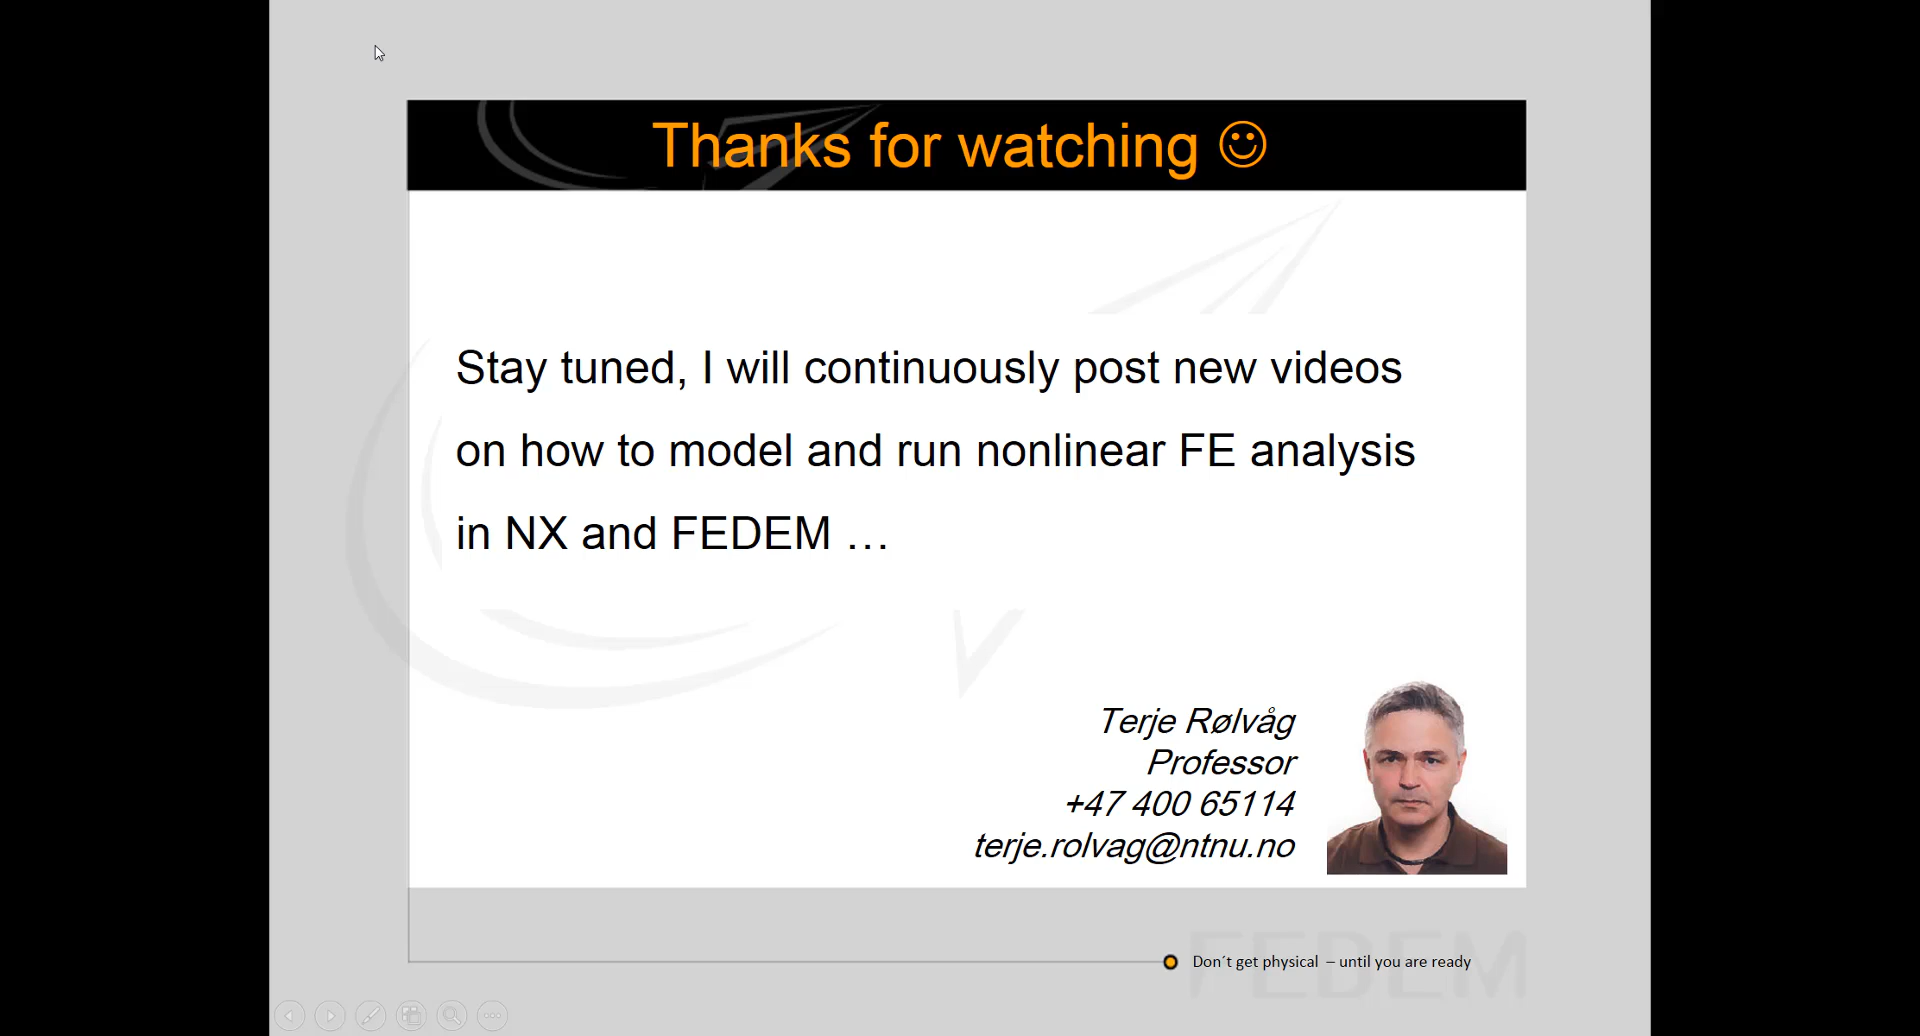 Thanks for watching ☺
Stay tuned, I will continuously post new videos
on how to model and run nonlinear FE analysis
in NX and FEDEM …
Terje Rølvåg
Professor
+47 400 65114
terje.rolvag@ntnu.no
FEDEM
Don´t get physical – until you are ready